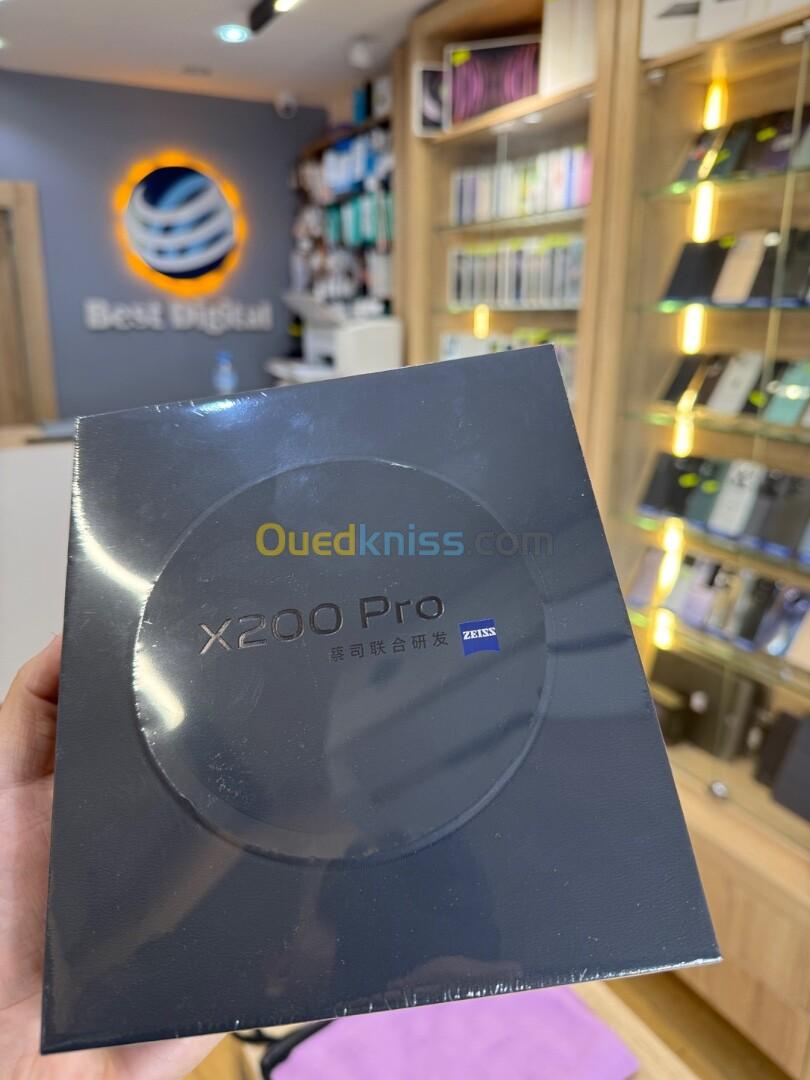 Best Digital
Ouedkniss.com
X200 Pro
蔡司联合研发
ZEISS